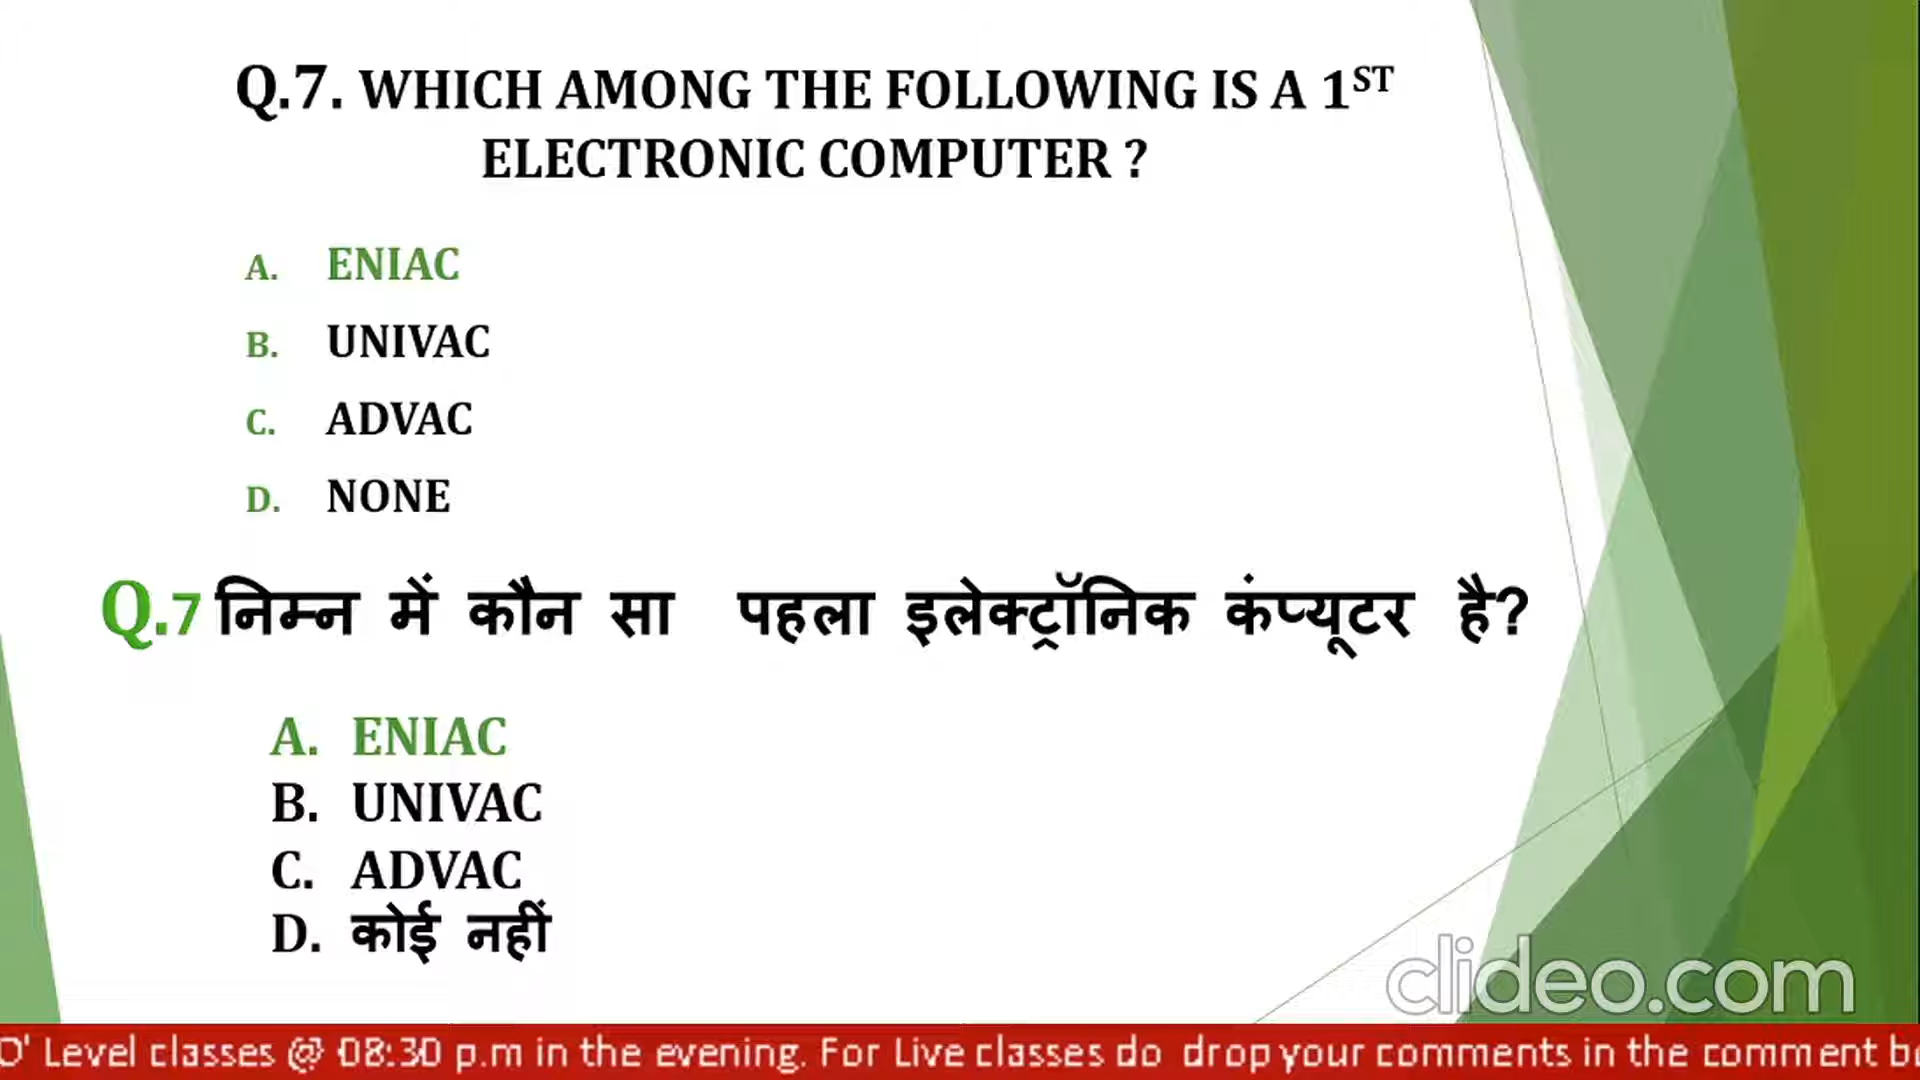 Q.7. WHICH AMONG THE FOLLOWING IS A 1ST
ELECTRONIC COMPUTER ?
A. ENIAC
B. UNIVAC
C. ADVAC
D. NONE
Q.7 निम्न में कौन सा पहला इलेक्ट्रॉनिक कंप्यूटर है?
A. ENIAC
B. UNIVAC
C. ADVAC
D. कोई नहीं
clideo.com
O' Level classes @ 08:30 p.m in the evening. For Live classes do drop your comments in the comment